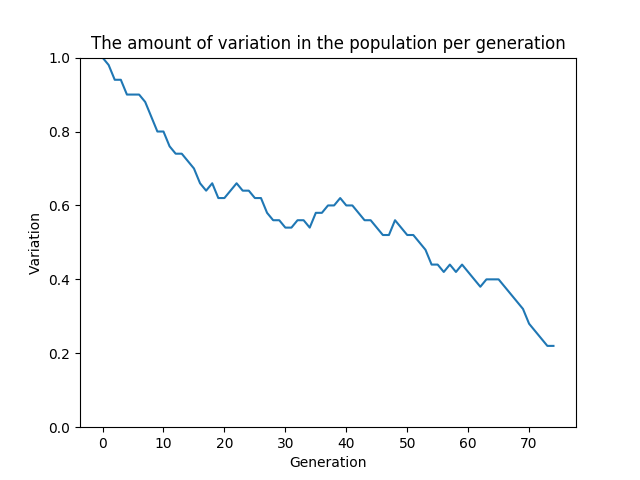 The amount of variation in the population per generation
1.0
0.8
0.6
0.4
0.2
0.0
Variation
0 10 20 30 40 50 60 70
Generation